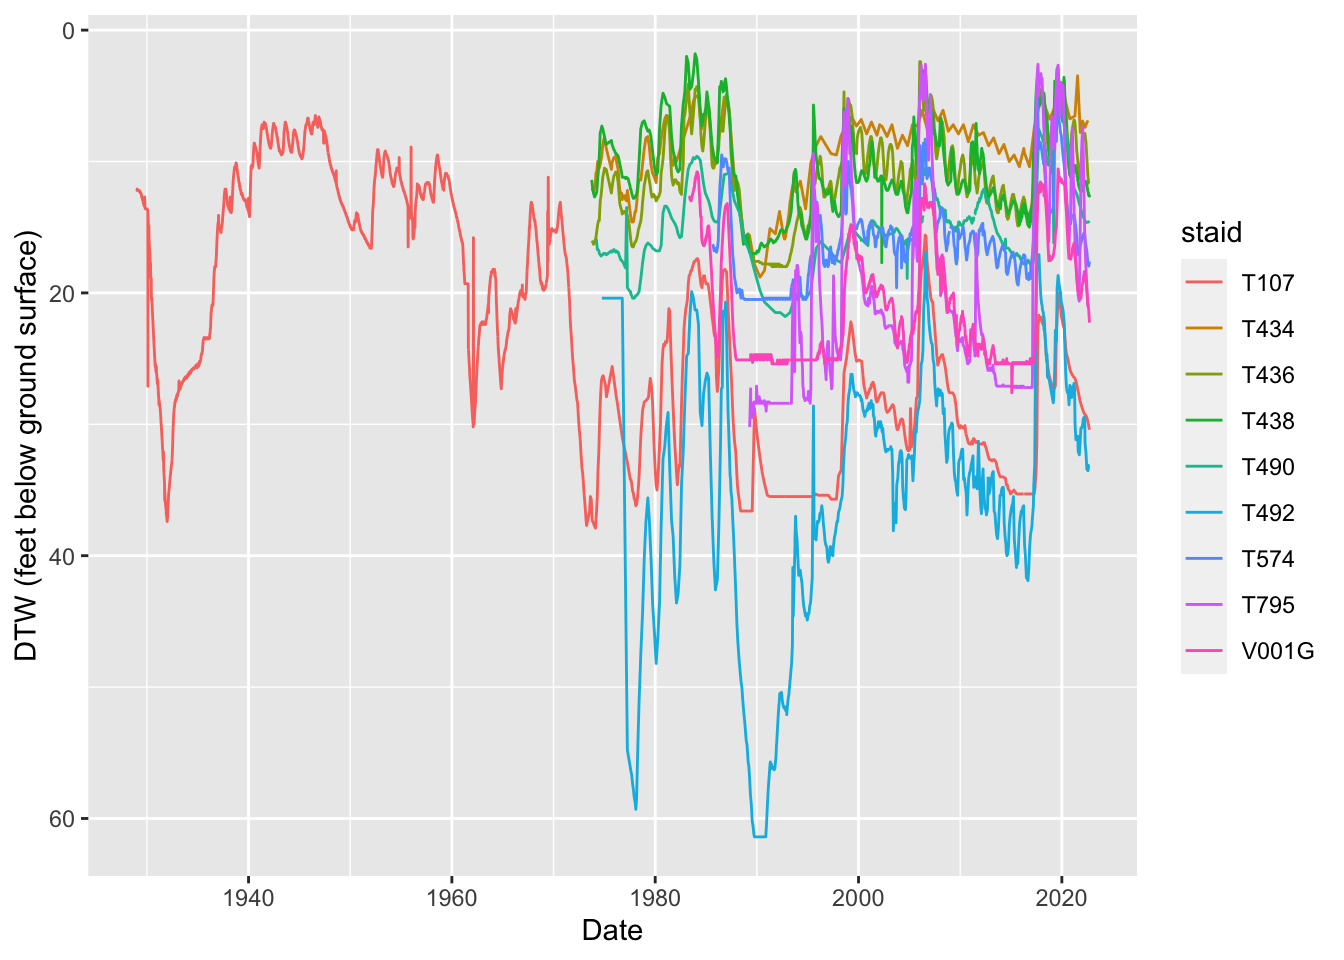 0
20
40
60
DTW (feet below ground surface)
1940
1960
1980
2000
2020
Date
staid
T107
T434
T436
T438
T490
T492
T574
T795
V001G